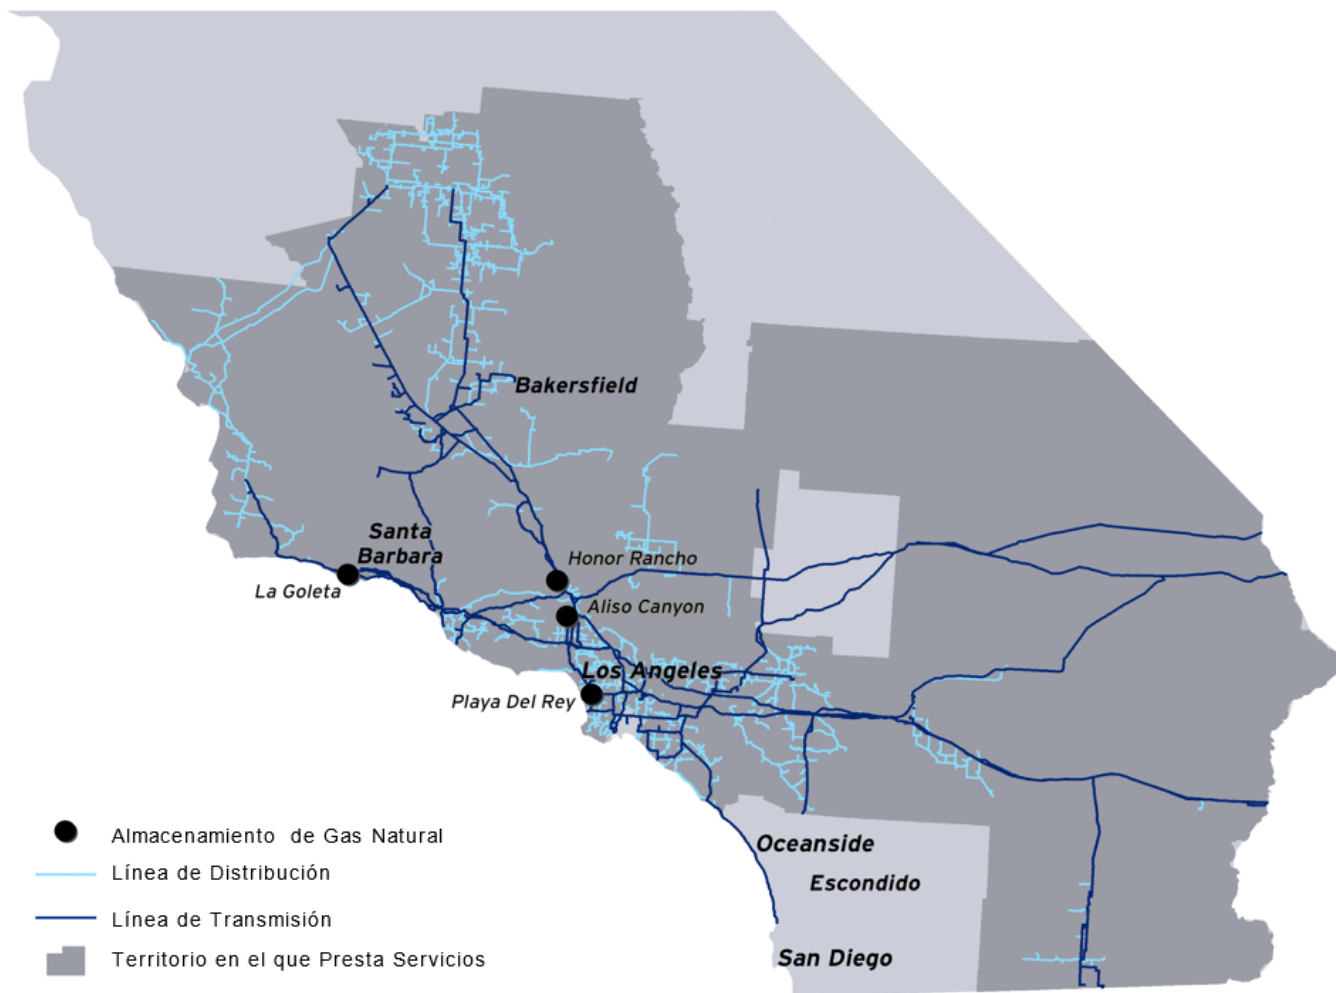 Bakersfield
Santa
Barbara
Honor Rancho
La Goleta
Aliso Canyon
Los Angeles
Playa Del Rey
Almacenamiento de Gas Natural
Línea de Distribución
Línea de Transmisión
Territorio en el que Presta Servicios
Oceanside
Escondido
San Diego